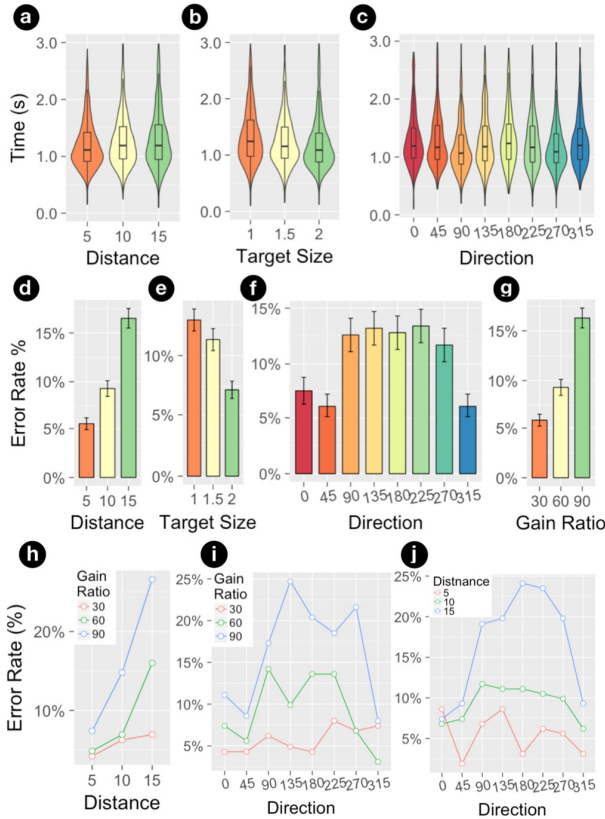 a
b
c
3.0
2.0
1.0
0.0
Time (s)
5 10 15
Distance
3.0
2.0
1.0
0.0
1 1.5 2
Target Size
3.0
2.0
1.0
0.0
0 45 90 135 180 225 270 315
Direction
d
e
f
g
15%
10%
5%
0%
Error Rate %
5 10 15
Distance
10%
5%
0%
1 1.5 2
Target Size
15%
10%
5%
0%
0 45 90 135 180 225 270 315
Direction
15%
10%
5%
0%
30 60 90
Gain Ratio
h
i
j
Gain
Ratio
30
60
90
20%
10%
Error Rate (%)
5 10 15
Distance
25%
20%
15%
10%
5%
Gain
Ratio
30
60
90
0 45 90 135 180 225 270 315
Direction
25%
20%
15%
10%
5%
Distnance
5
10
15
0 45 90 135 180 225 270 315
Direction